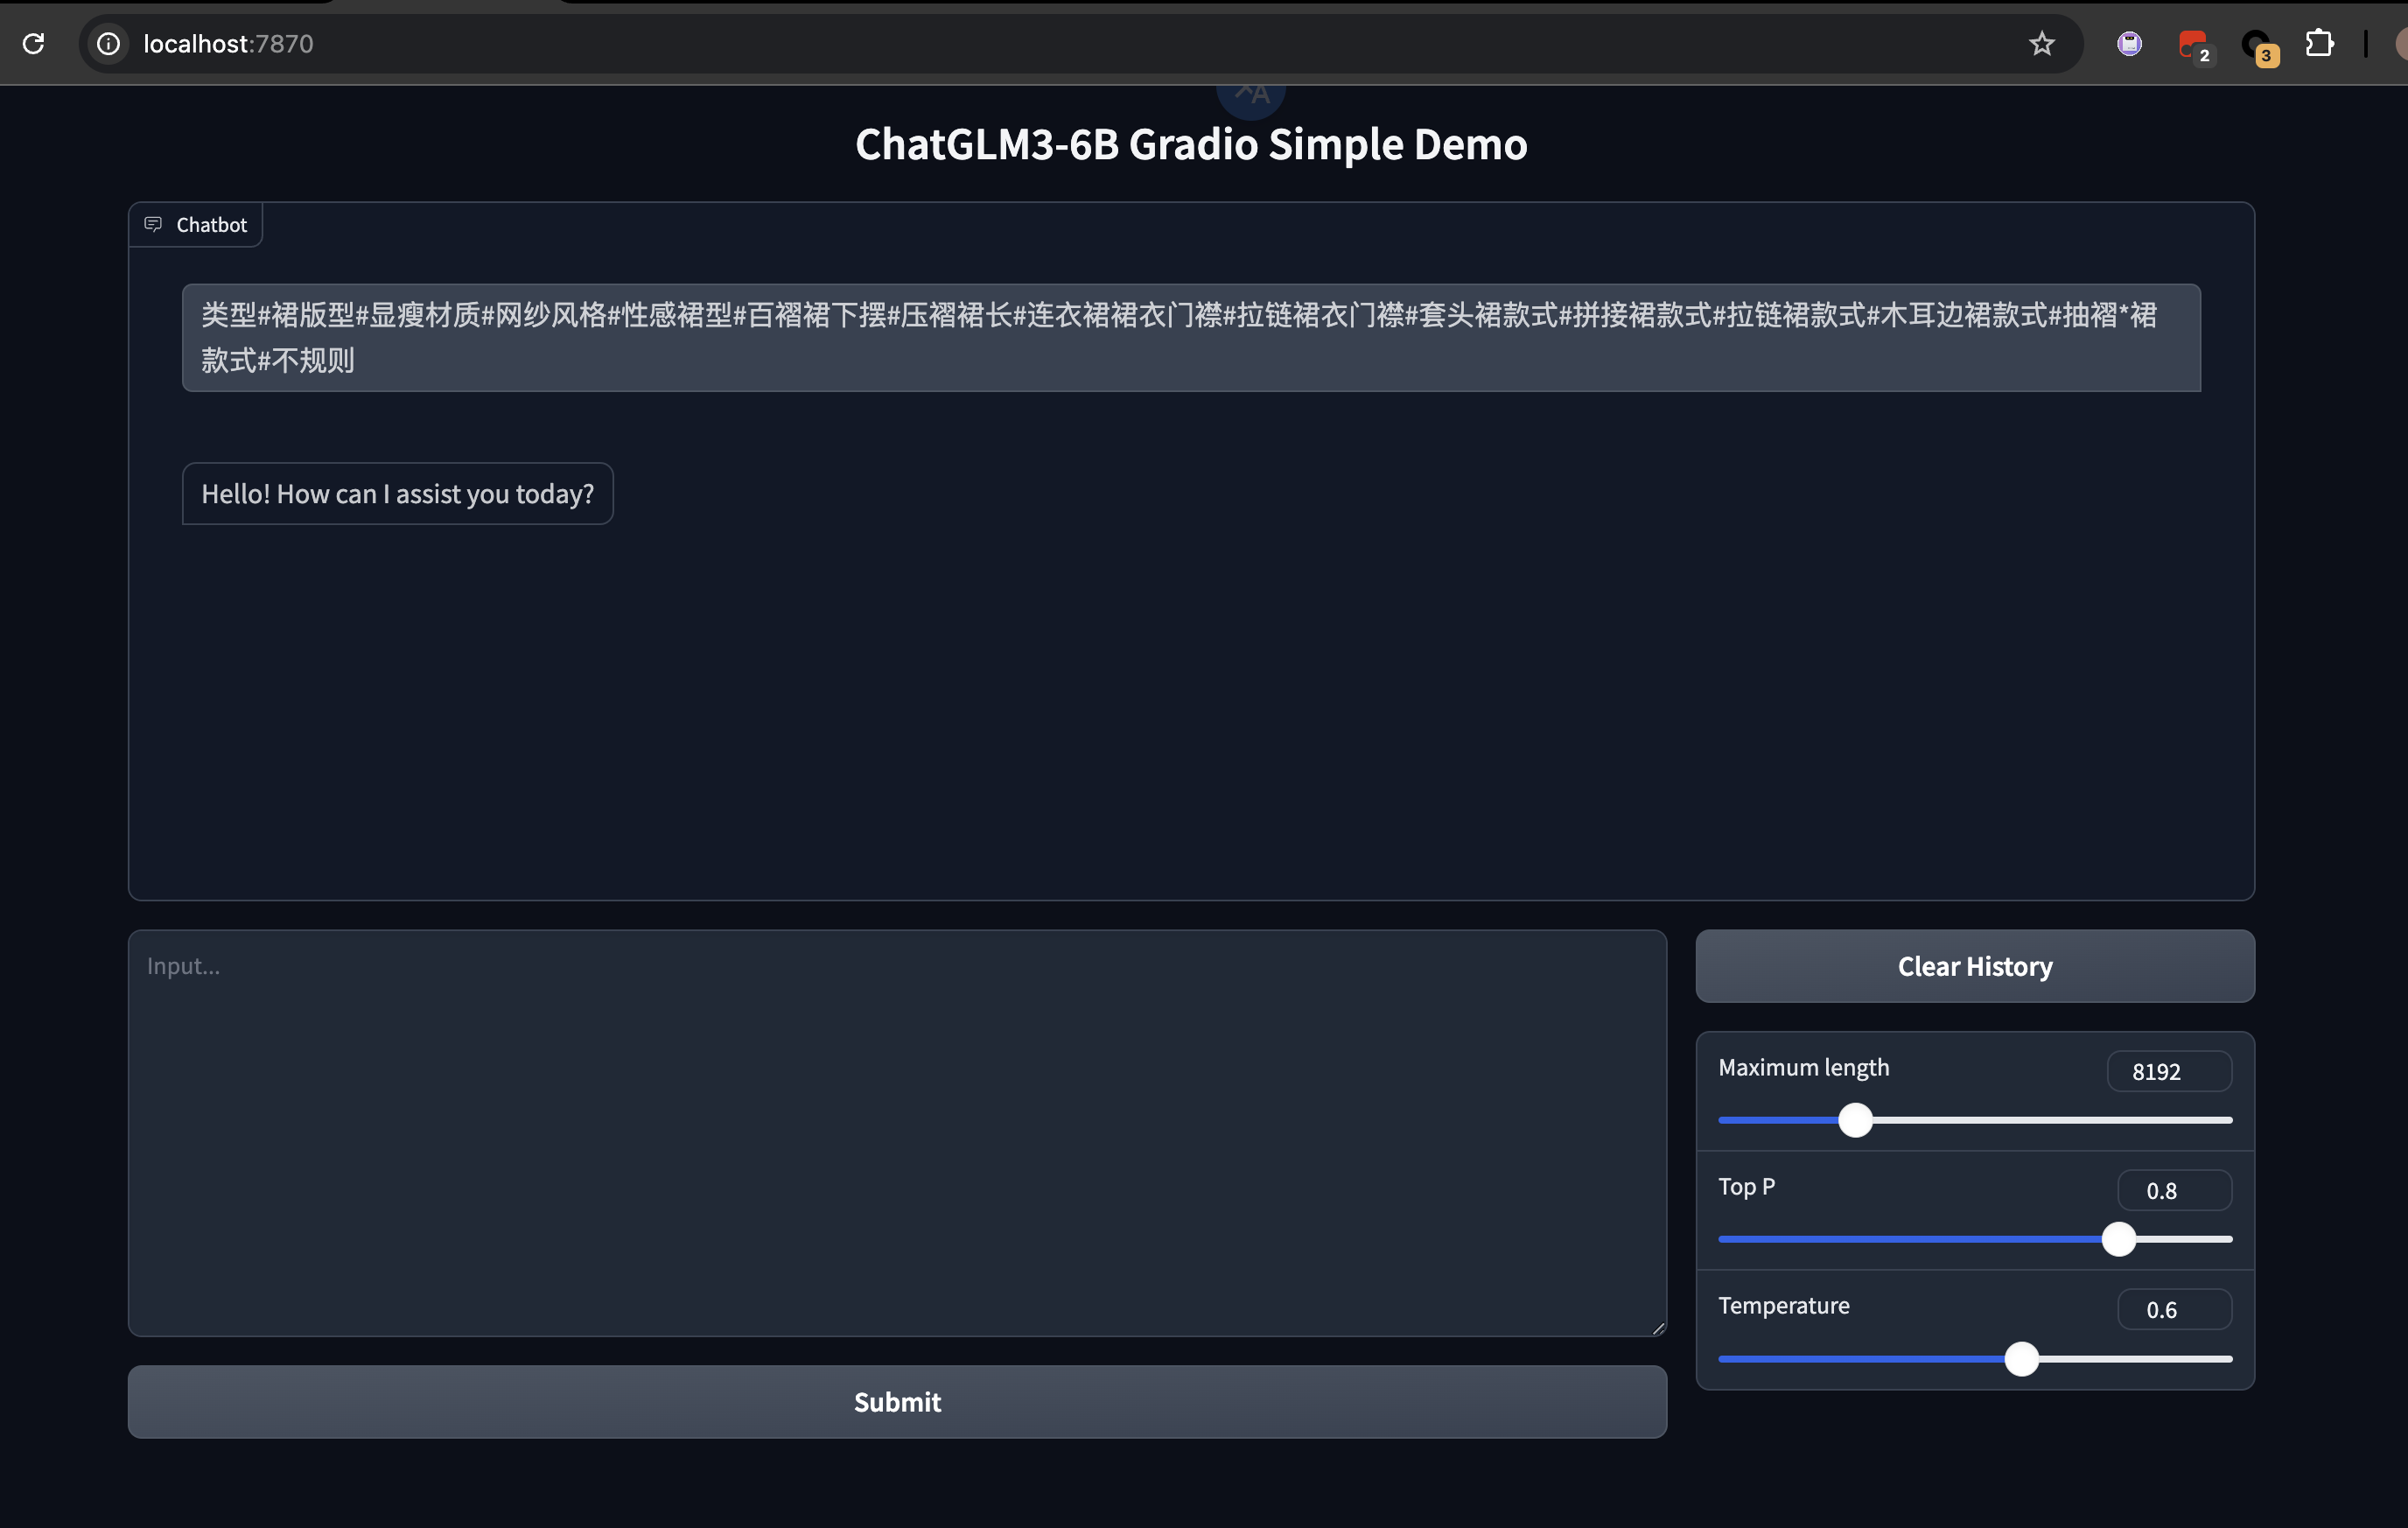 localhost:7870
2
3
ChatGLM3-6B Gradio Simple Demo
Chatbot
类型#裙版型#显瘦材质#网纱风格#性感裙型#百褶裙下摆#压褶裙长#连衣裙裙衣门襟#拉链裙衣门襟#套头裙款式#拼接裙款式#拉链裙款式#木耳边裙款式#抽褶*裙
款式#不规则
Hello! How can I assist you today?
Input...
Clear History
Maximum length
8192
Top P
0.8
Temperature
0.6
Submit